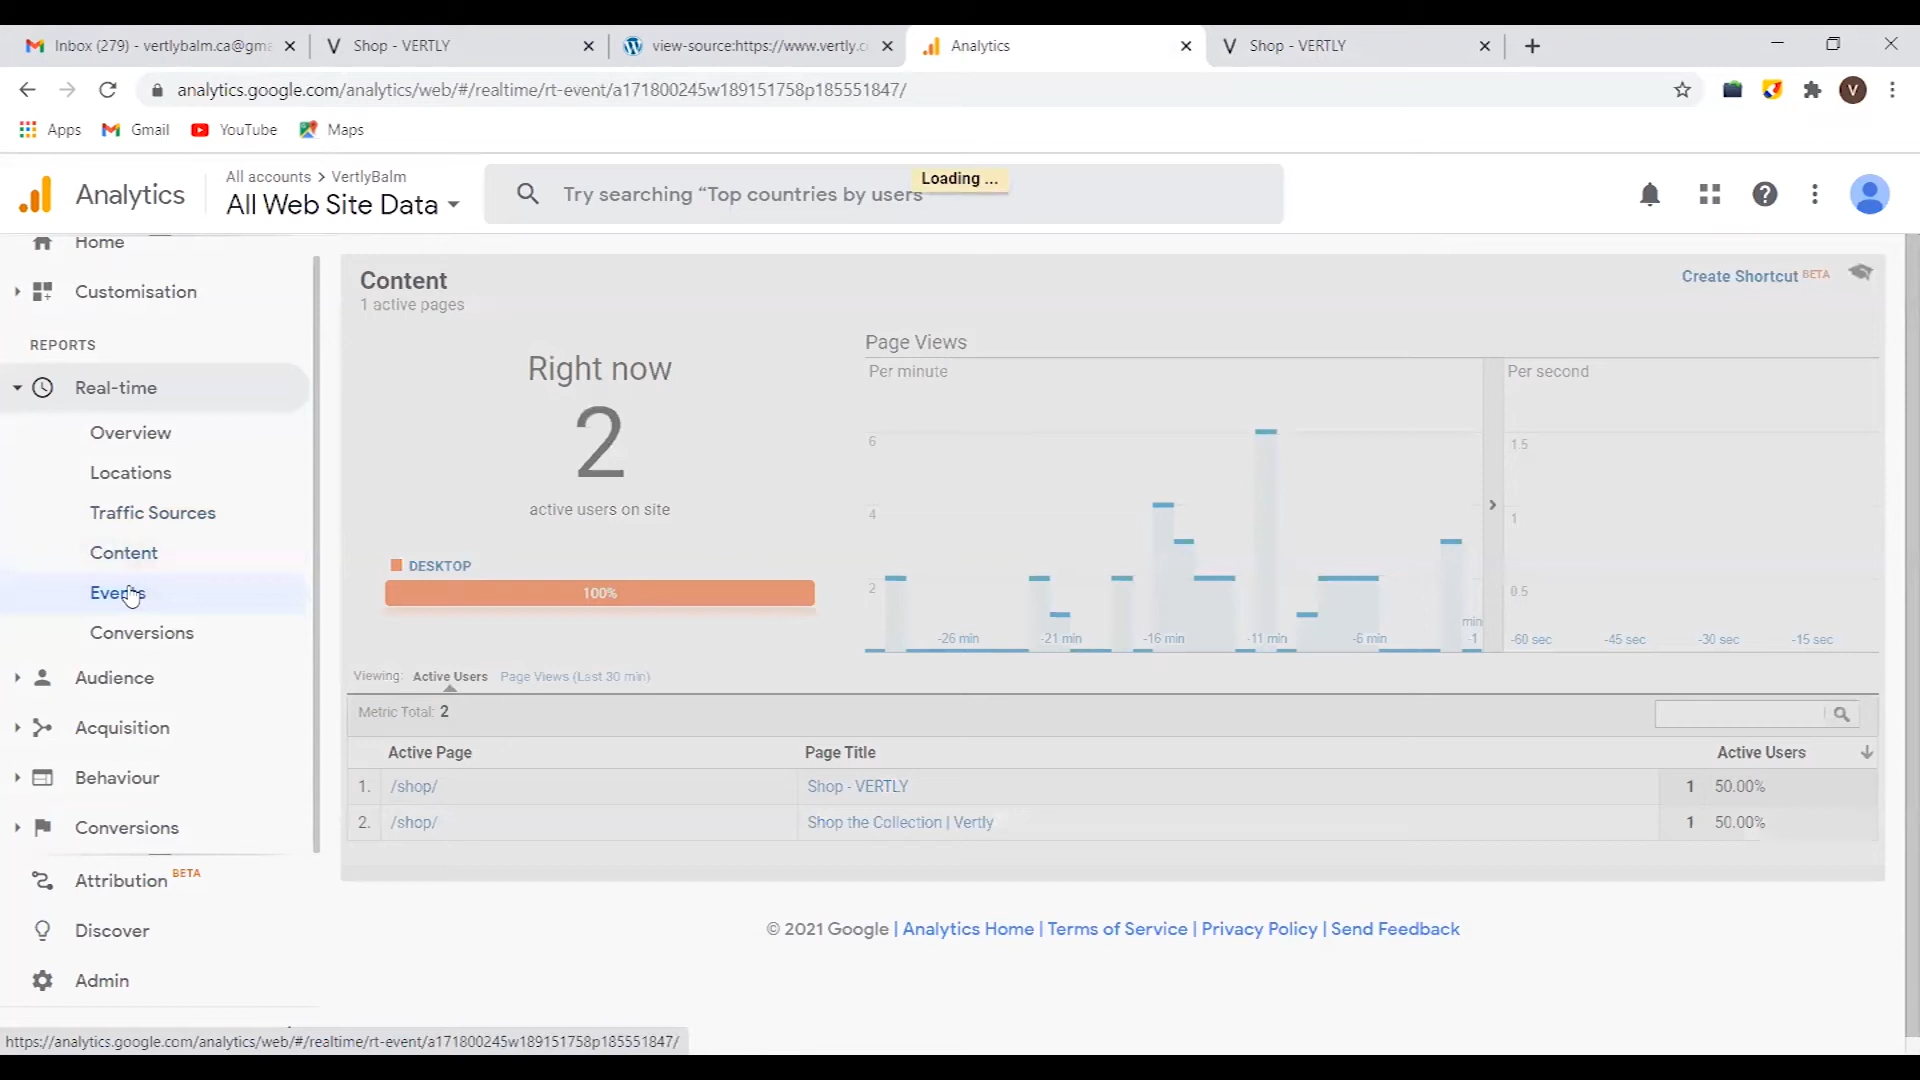 Inbox (279) - vertlybalm.ca@gma
Shop - VERTLY
view-source:https://www.vertly.c
Analytics
Shop - VERTLY
analytics.google.com/analytics/web/#/realtime/rt-event/a171800245w189151758p185551847/
V
Apps
Gmail
YouTube
Maps
Analytics
All accounts > VertlyBalm
All Web Site Data
Try searching “Top countries by users
Loading ...
Home
Customisation
REPORTS
Real-time
Overview
Locations
Traffic Sources
Content
Events
Conversions
Audience
Acquisition
Behaviour
Conversions
Attribution BETA
Discover
Admin
Content
1 active pages
Create Shortcut BETA
Right now
2
active users on site
DESKTOP
100%
Page Views
Per minute
Per second
6
4
2
-26 min
-21 min
-16 min
-11 min
-6 min
min
-1
1.5
1
0.5
-60 sec
-45 sec
-30 sec
-15 sec
Viewing: Active Users Page Views (Last 30 min)
Metric Total: 2
Active Page Page Title Active Users
1. /shop/ Shop - VERTLY 1 50.00%
2. /shop/ Shop the Collection | Vertly 1 50.00%
© 2021 Google | Analytics Home | Terms of Service | Privacy Policy | Send Feedback
https://analytics.google.com/analytics/web/#/realtime/rt-event/a171800245w189151758p185551847/